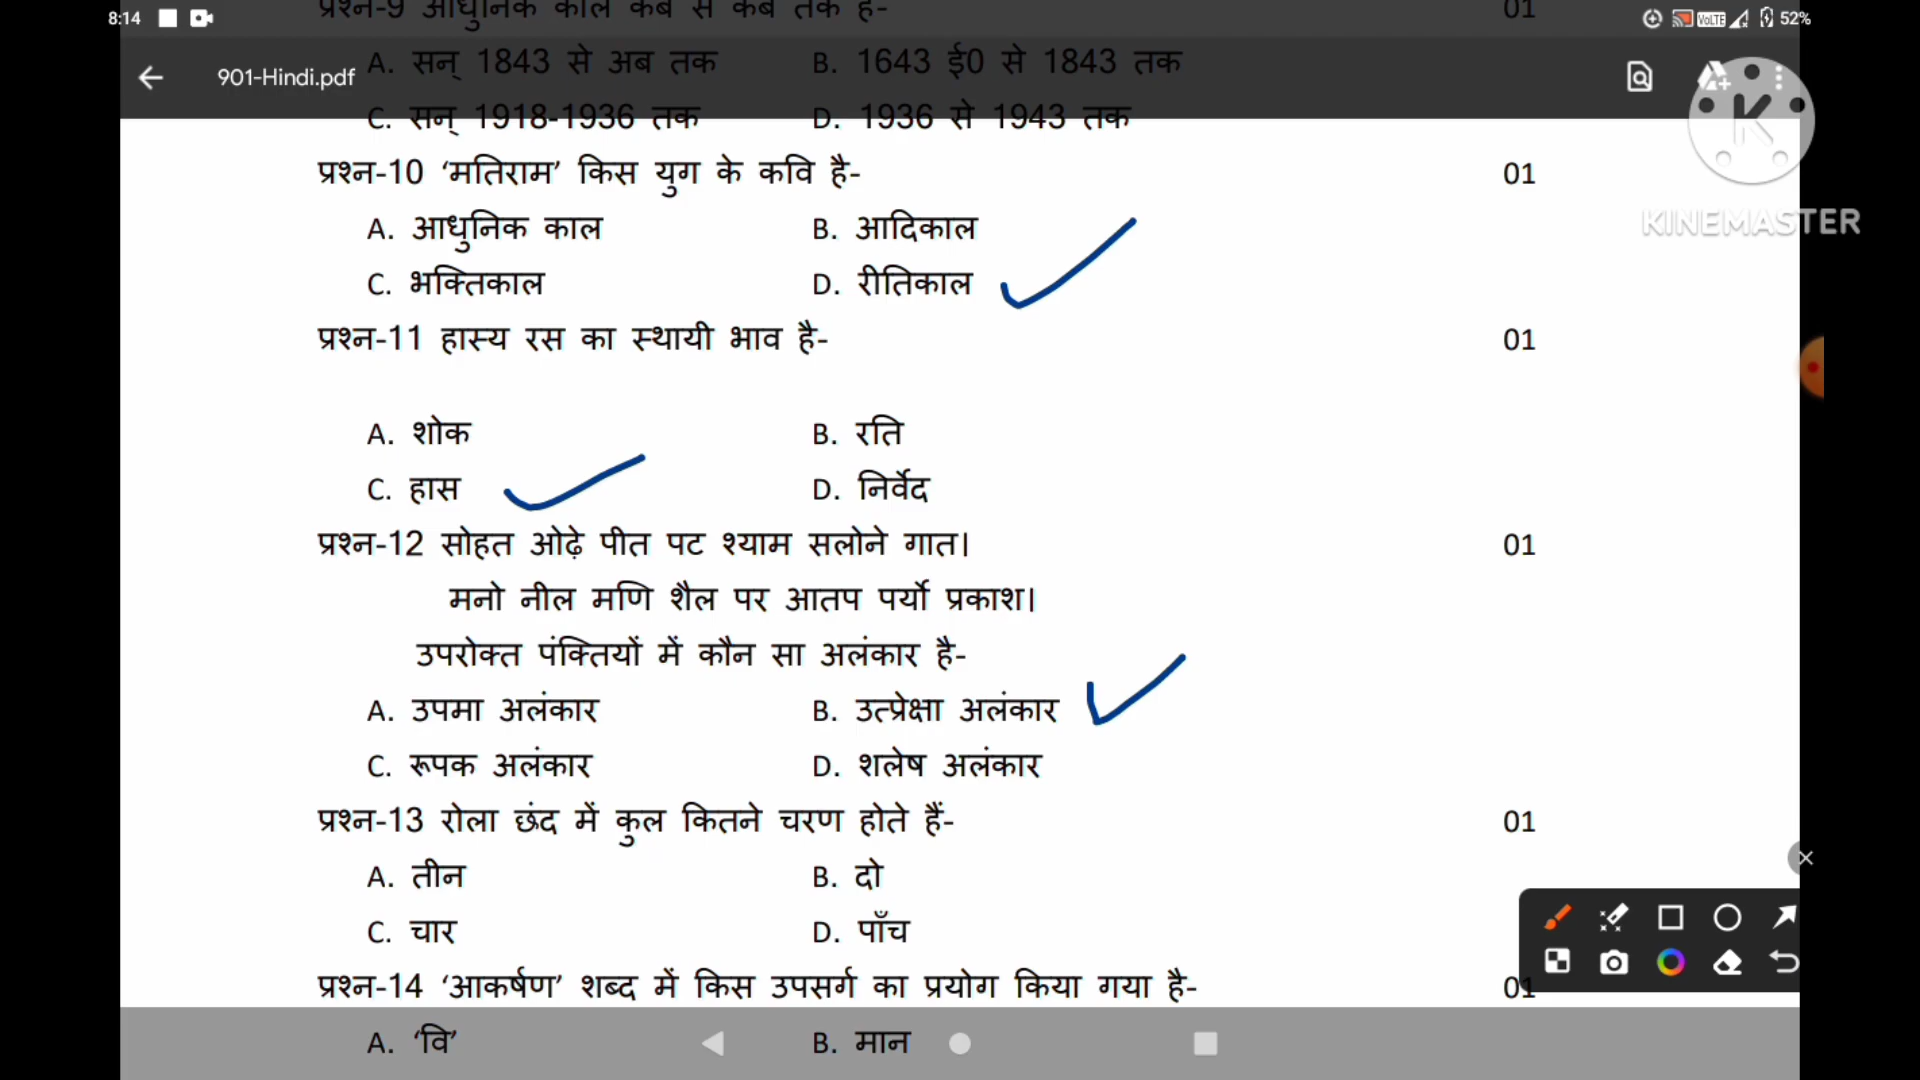 8:14
VoLTE
52%
प्रश्न-9 आधुनिक काल कब से कब तक है- 01
901-Hindi.pdf
A. सन् 1843 से अब तक B. 1643 ई0 से 1843 तक
C. सन् 1918-1936 तक D. 1936 से 1943 तक
K
KINEMASTER
प्रश्न-10 ‘मतिराम’ किस युग के कवि है- 01
A. आधुनिक काल B. आदिकाल
C. भक्तिकाल D. रीतिकाल
प्रश्न-11 हास्य रस का स्थायी भाव है- 01
A. शोक B. रति
C. हास D. निर्वेद
प्रश्न-12 सोहत ओढ़े पीत पट श्याम सलोने गात। 01
मनो नील मणि शैल पर आतप पर्यो प्रकाश।
उपरोक्त पंक्तियों में कौन सा अलंकार है-
A. उपमा अलंकार B. उत्प्रेक्षा अलंकार
C. रूपक अलंकार D. शलेष अलंकार
प्रश्न-13 रोला छंद में कुल कितने चरण होते हैं- 01
A. तीन B. दो
C. चार D. पाँच
प्रश्न-14 ‘आकर्षण’ शब्द में किस उपसर्ग का प्रयोग किया गया है- 01
A. ‘वि’ B. मान